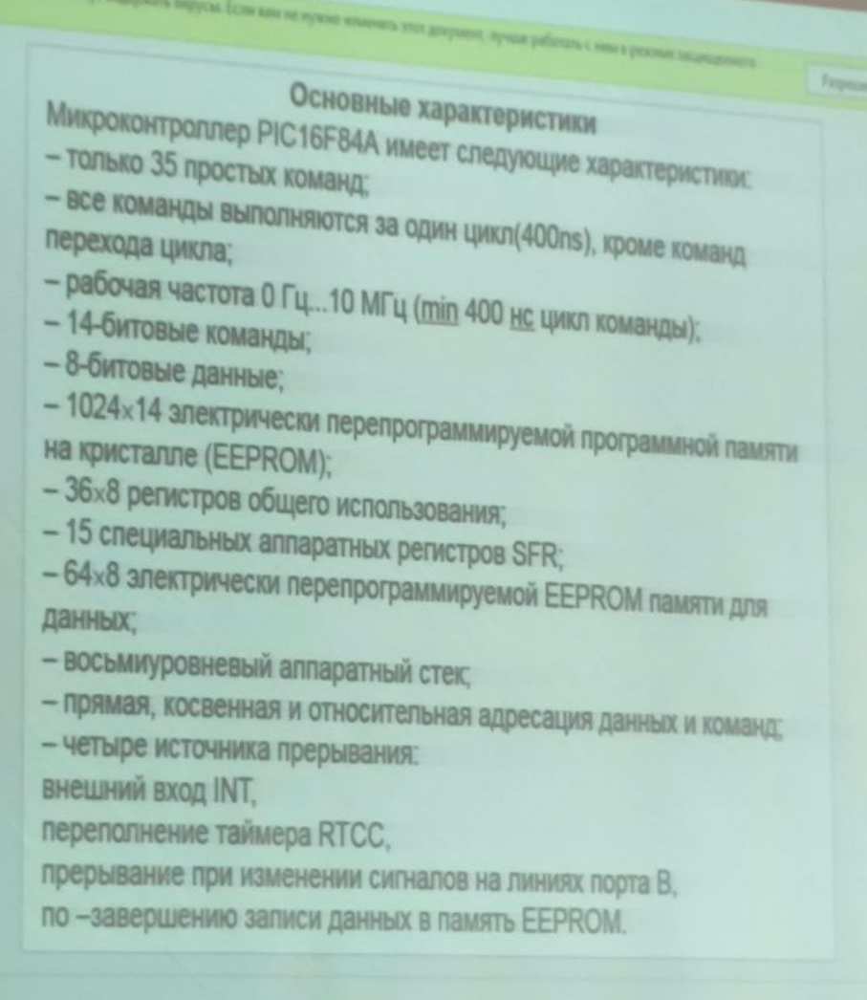 вирусы. Если вам не нужно изменять этот документ, лучше работать с ним в режиме защищенного
Основные характеристики
Микроконтроллер PIC16F84A имеет следующие характеристики:
– только 35 простых команд;
– все команды выполняются за один цикл(400ns), кроме команд
перехода цикла;
– рабочая частота 0 Гц...10 МГц (min 400 нс цикл команды);
– 14-битовые команды;
– 8-битовые данные;
– 1024×14 электрически перепрограммируемой программной памяти
на кристалле (EEPROM);
– 36×8 регистров общего использования;
– 15 специальных аппаратных регистров SFR;
– 64×8 электрически перепрограммируемой EEPROM памяти для
данных;
– восьмиуровневый аппаратный стек;
– прямая, косвенная и относительная адресация данных и команд;
– четыре источника прерывания:
внешний вход INT,
переполнение таймера RTCC,
прерывание при изменении сигналов на линиях порта В,
по –завершению записи данных в память EEPROM.